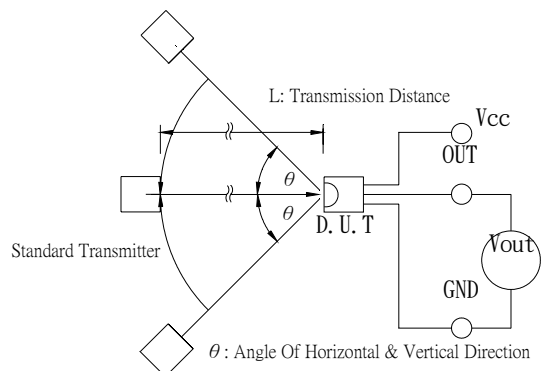 L: Transmission Distance
Vcc
OUT
θ
θ
D.U.T
Standard Transmitter
Vout
GND
θ : Angle Of Horizontal & Vertical Direction